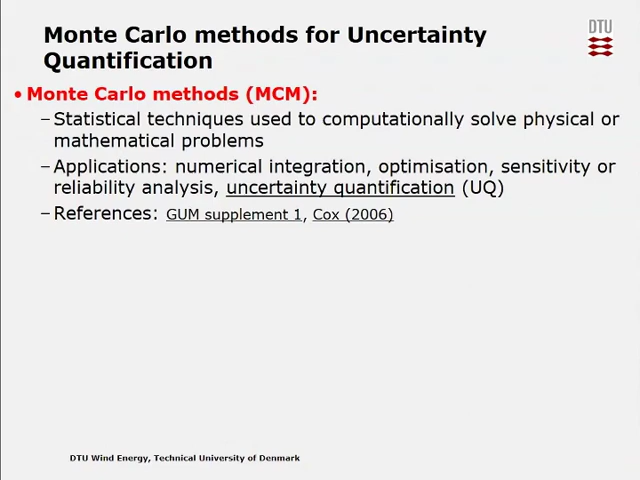 Monte Carlo methods for Uncertainty
Quantification
DTU
• Monte Carlo methods (MCM):
– Statistical techniques used to computationally solve physical or
mathematical problems
– Applications: numerical integration, optimisation, sensitivity or
reliability analysis, uncertainty quantification (UQ)
– References: GUM supplement 1, Cox (2006)
DTU Wind Energy, Technical University of Denmark